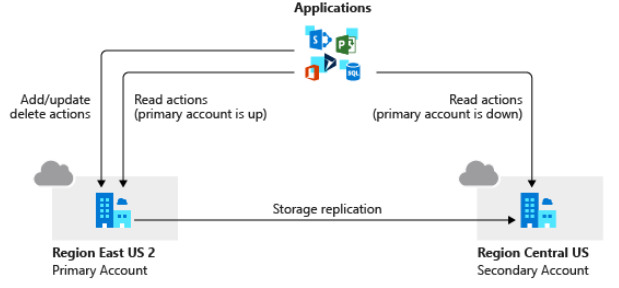 Applications
Add/update
delete actions
Read actions
(primary account is up)
Read actions
(primary account is down)
S
P
SQL
Storage replication
Region East US 2
Primary Account
Region Central US
Secondary Account